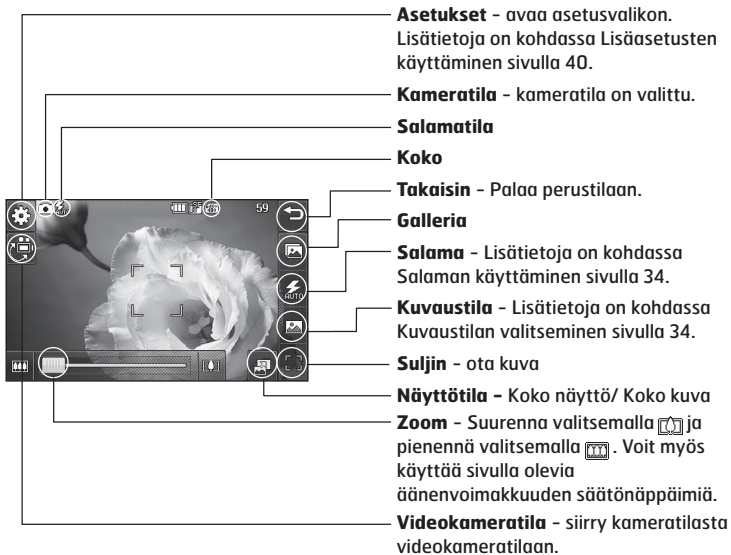 Asetukset – avaa asetusvalikon.
Lisätietoja on kohdassa Lisäasetusten
käyttäminen sivulla 40.
Kameratila – kameratila on valittu.
Salamatila
Koko
Takaisin – Palaa perustilaan.
Galleria
Salama – Lisätietoja on kohdassa
Salaman käyttäminen sivulla 34.
Kuvaustila – Lisätietoja on kohdassa
Kuvaustilan valitseminen sivulla 34.
Suljin – ota kuva
Näyttötila – Koko näyttö/ Koko kuva
Zoom – Suurenna valitsemalla ja
pienennä valitsemalla . Voit myös
käyttää sivulla olevia
äänenvoimakkuuden säätönäppäimiä.
Videokameratila – siirry kameratilasta
videokameratilaan.
59
AUTO